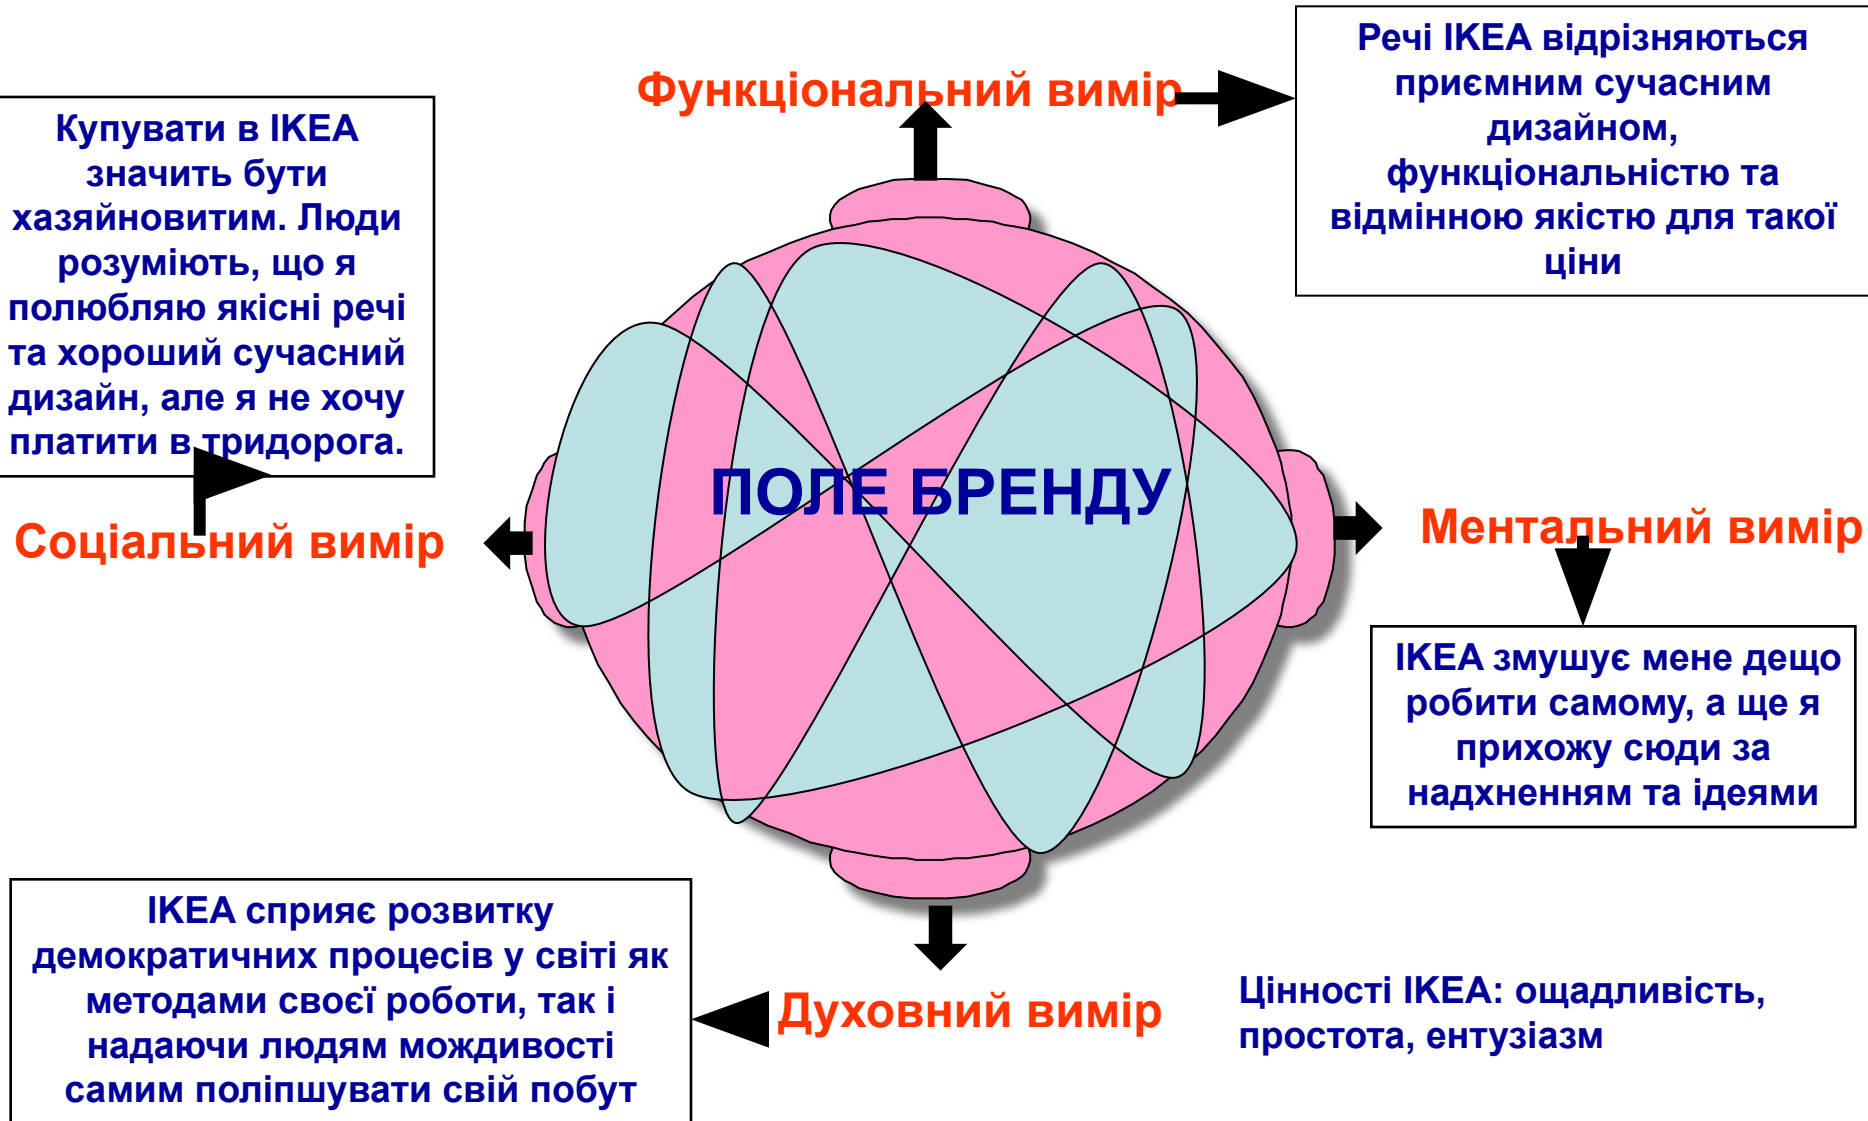 Функціональний вимір
Речі IKEA відрізняються
приємним сучасним
дизайном,
функціональністю та
відмінною якістю для такої
ціни
Купувати в IKEA
значить бути
хазяйновитим. Люди
розуміють, що я
полюбляю якісні речі
та хороший сучасний
дизайн, але я не хочу
платити в тридорога.
ПОЛЕ БРЕНДУ
Соціальний вимір
Ментальний вимір
IKEA змушує мене дещо
робити самому, а ще я
прихожу сюди за
надхненням та ідеями
IKEA сприяє розвитку
демократичних процесів у світі як
методами своєї роботи, так і
надаючи людям мождивості
самим поліпшувати свій побут
Духовний вимір
Цінності IKEA: ощадливість,
простота, ентузіазм